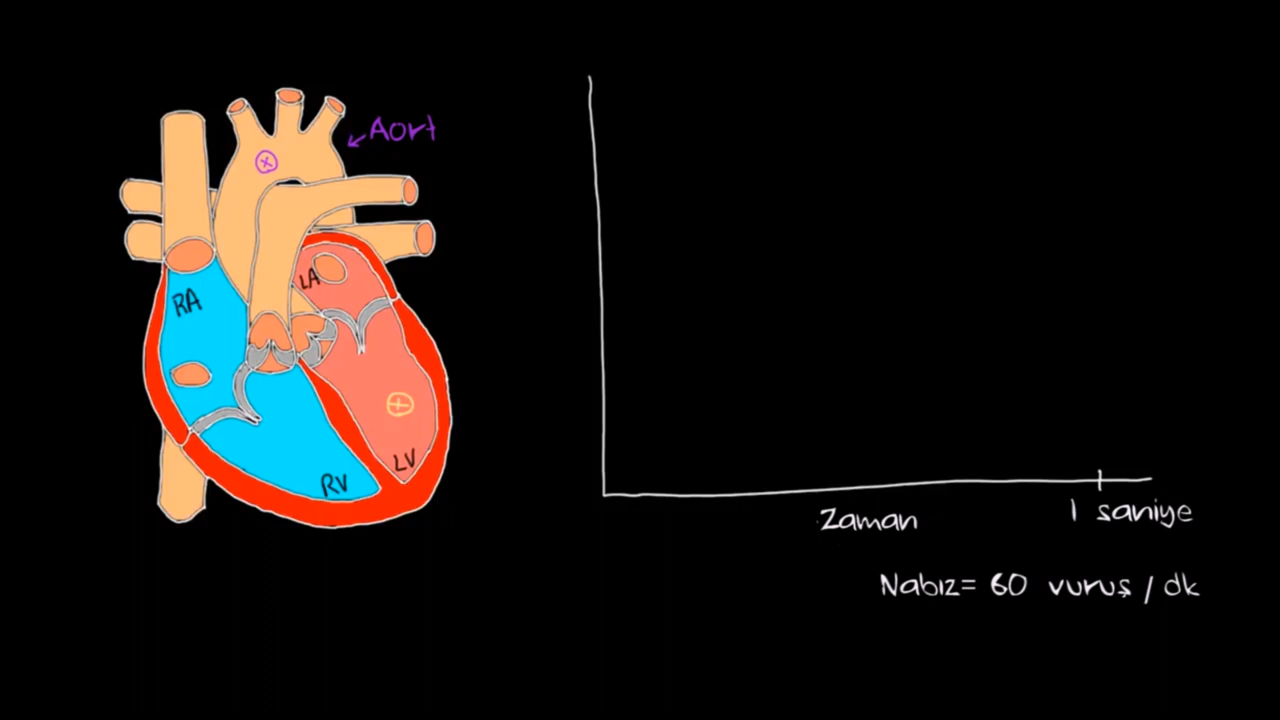 Aort
LA
RA
LV
RV
Zaman
1 saniye
Nabız= 60 vuruş / dk